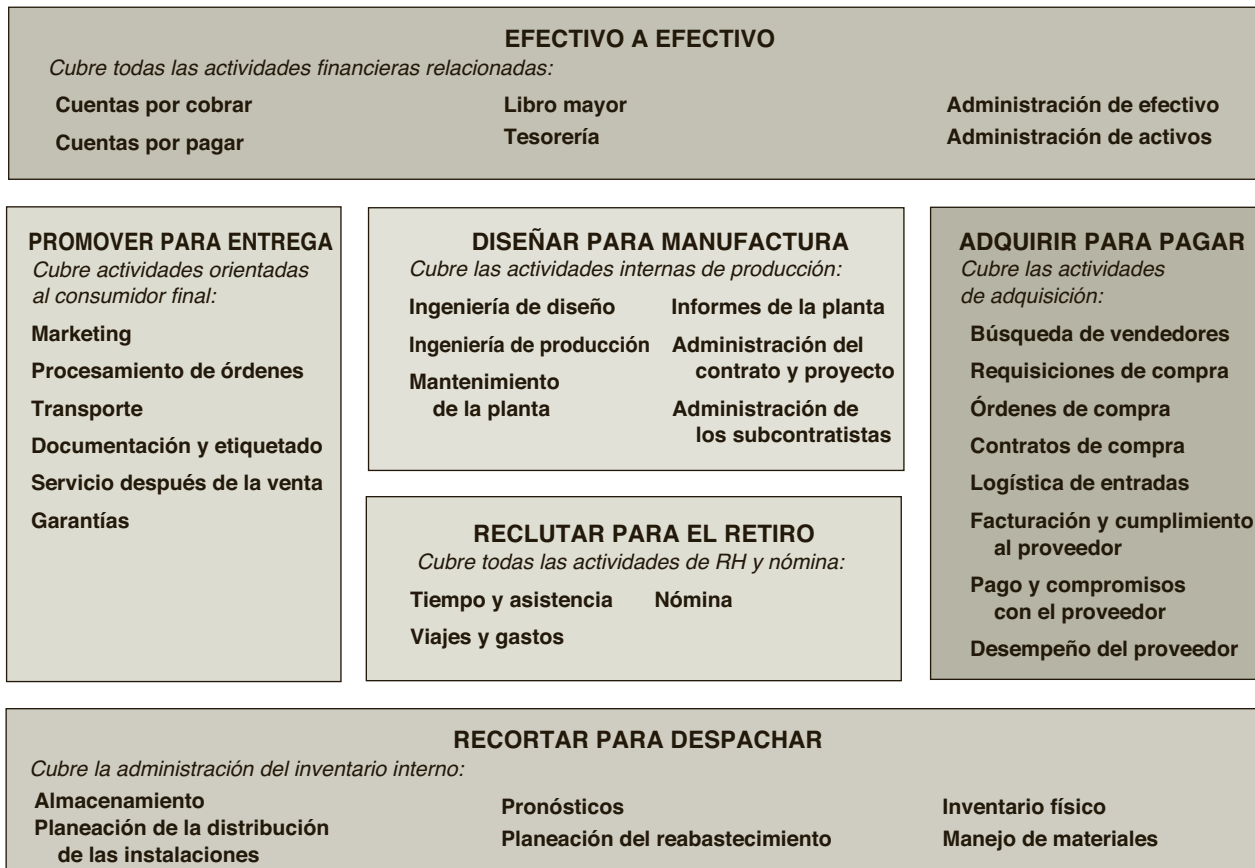 EFECTIVO A EFECTIVO
Cubre todas las actividades financieras relacionadas:
Cuentas por cobrar
Cuentas por pagar
Libro mayor
Tesorería
Administración de efectivo
Administración de activos
PROMOVER PARA ENTREGA
Cubre actividades orientadas
al consumidor final:
Marketing
Procesamiento de órdenes
Transporte
Documentación y etiquetado
Servicio después de la venta
Garantías
DISEÑAR PARA MANUFACTURA
Cubre las actividades internas de producción:
Ingeniería de diseño
Ingeniería de producción
Mantenimiento
de la planta
Informes de la planta
Administración del
contrato y proyecto
Administración de
los subcontratistas
RECLUTAR PARA EL RETIRO
Cubre todas las actividades de RH y nómina:
Tiempo y asistencia
Viajes y gastos
Nómina
ADQUIRIR PARA PAGAR
Cubre las actividades
de adquisición:
Búsqueda de vendedores
Requisiciones de compra
Órdenes de compra
Contratos de compra
Logística de entradas
Facturación y cumplimiento
al proveedor
Pago y compromisos
con el proveedor
Desempeño del proveedor
RECORTAR PARA DESPACHAR
Cubre la administración del inventario interno:
Almacenamiento
Planeación de la distribución
de las instalaciones
Pronósticos
Planeación del reabastecimiento
Inventario físico
Manejo de materiales